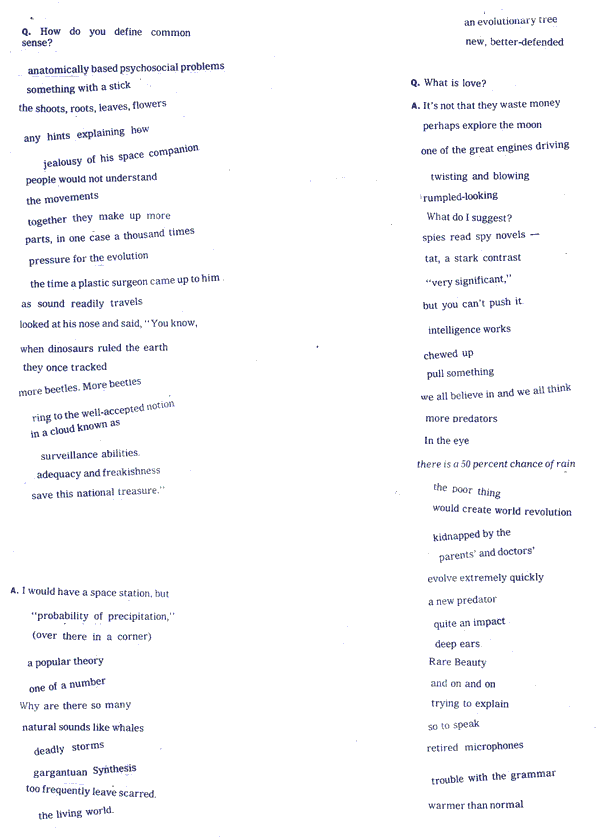 Q. How do you define common
sense?
anatomically based psychosocial problems
something with a stick
the shoots, roots, leaves, flowers
any hints explaining how
jealousy of his space companion
people would not understand
the movements
together they make up more
parts, in one case a thousand times
pressure for the evolution
the time a plastic surgeon came up to him
as sound readily travels
looked at his nose and said, "You know,
when dinosaurs ruled the earth
they once tracked
more beetles. More beetles
ring to the well-accepted notion
in a cloud known as
surveillance abilities.
adequacy and freakishness
save this national treasure."
A. I would have a space station, but
"probability of precipitation,"
(over there in a corner)
a popular theory
one of a number
Why are there so many
natural sounds like whales
deadly storms
gargantuan Synthesis
too frequently leave scarred.
the living world.
an evolutionary tree
new, better-defended
Q. What is love?
A. It's not that they waste money
perhaps explore the moon
one of the great engines driving
twisting and blowing
rumpled-looking
What do I suggest?
spies read spy novels —
tat, a stark contrast
"very significant,"
but you can't push it
intelligence works
chewed up
pull something
we all believe in and we all think
more predators
In the eye
there is a 50 percent chance of rain
the poor thing
would create world revolution
kidnapped by the
parents' and doctors'
evolve extremely quickly
a new predator
quite an impact
deep ears
Rare Beauty
and on and on
trying to explain
so to speak
retired microphones
trouble with the grammar
warmer than normal